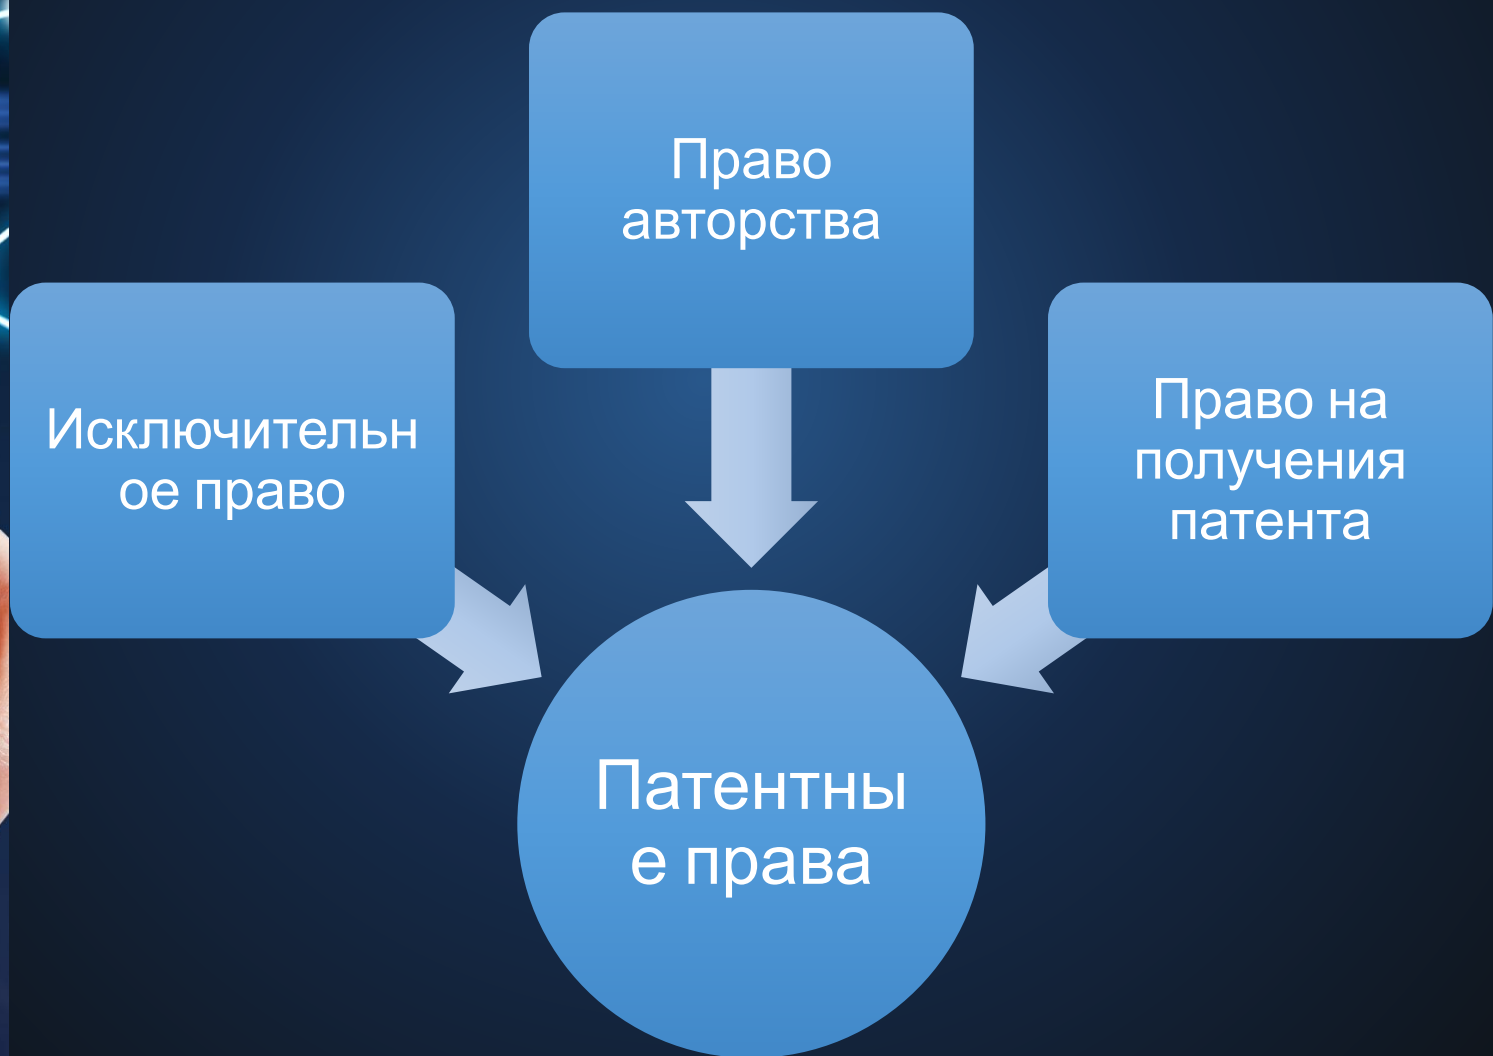 Право
авторства
Исключительн
ое право
Право на
получения
патента
Патентны
е права